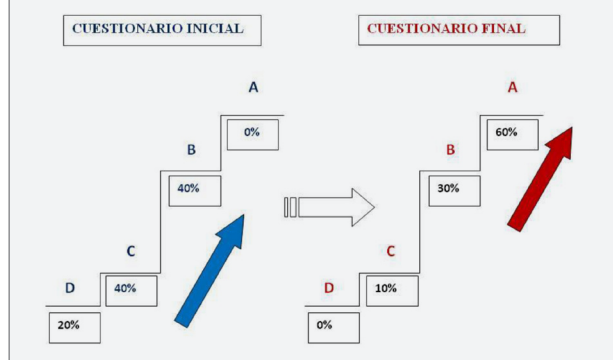 CUESTIONARIO INICIAL
A
0%
B
40%
C
40%
D
20%
CUESTIONARIO FINAL
A
60%
B
30%
C
10%
D
0%